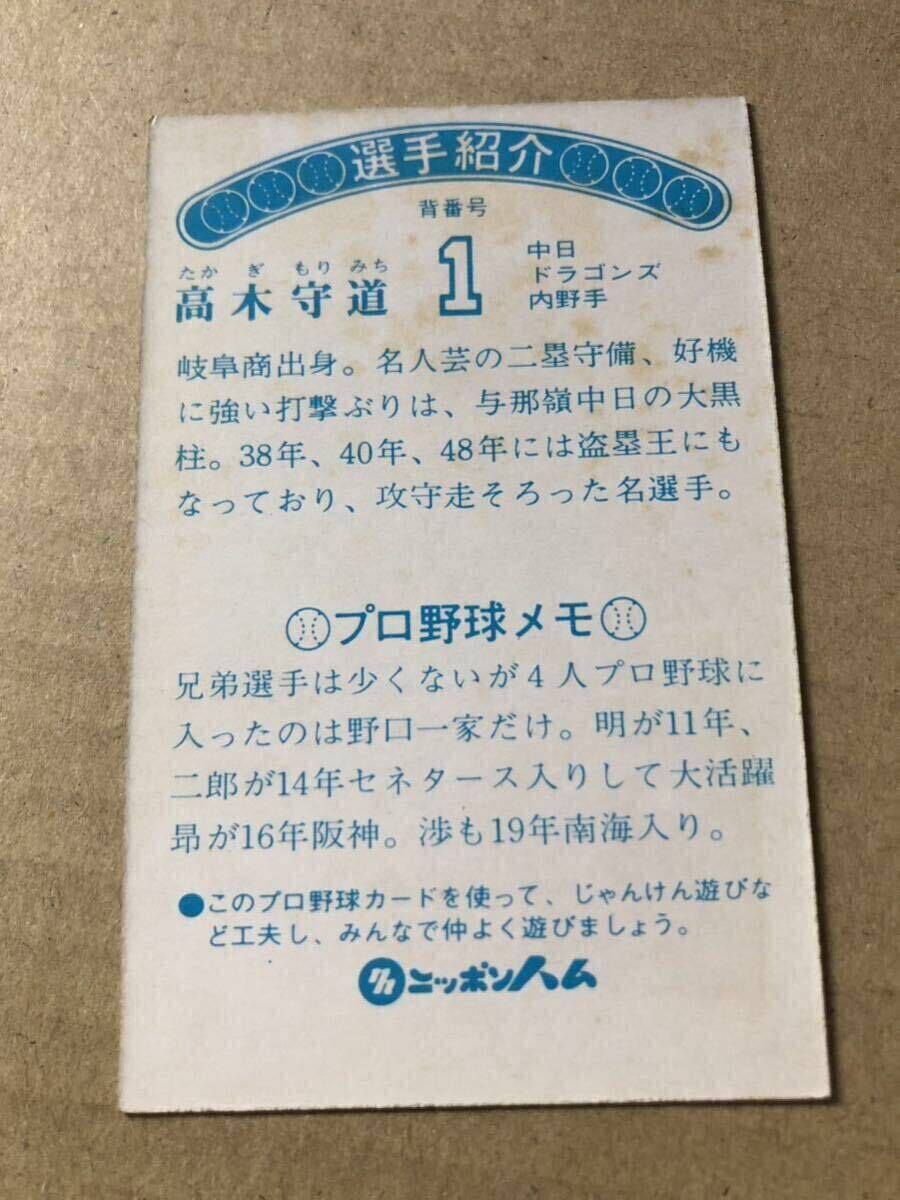 選手紹介
背番号
たかぎもりみち
高木守道
1
中日
ドラゴンズ
内野手
岐阜商出身。名人芸の二塁守備、好機
に強い打撃ぶりは、与那嶺中日の大黒
柱。38年、40年、48年には盗塁王にも
なっており、攻守走そろった名選手。
プロ野球メモ
兄弟選手は少くないが4人プロ野球に
入ったのは野口一家だけ。明が11年、
二郎が14年セネタース入りして大活躍
昻が16年阪神。渉も19年南海入り。
●このプロ野球カードを使って、じゃんけん遊びな
ど工夫し、みんなで仲よく遊びましょう。
ニッポンハム